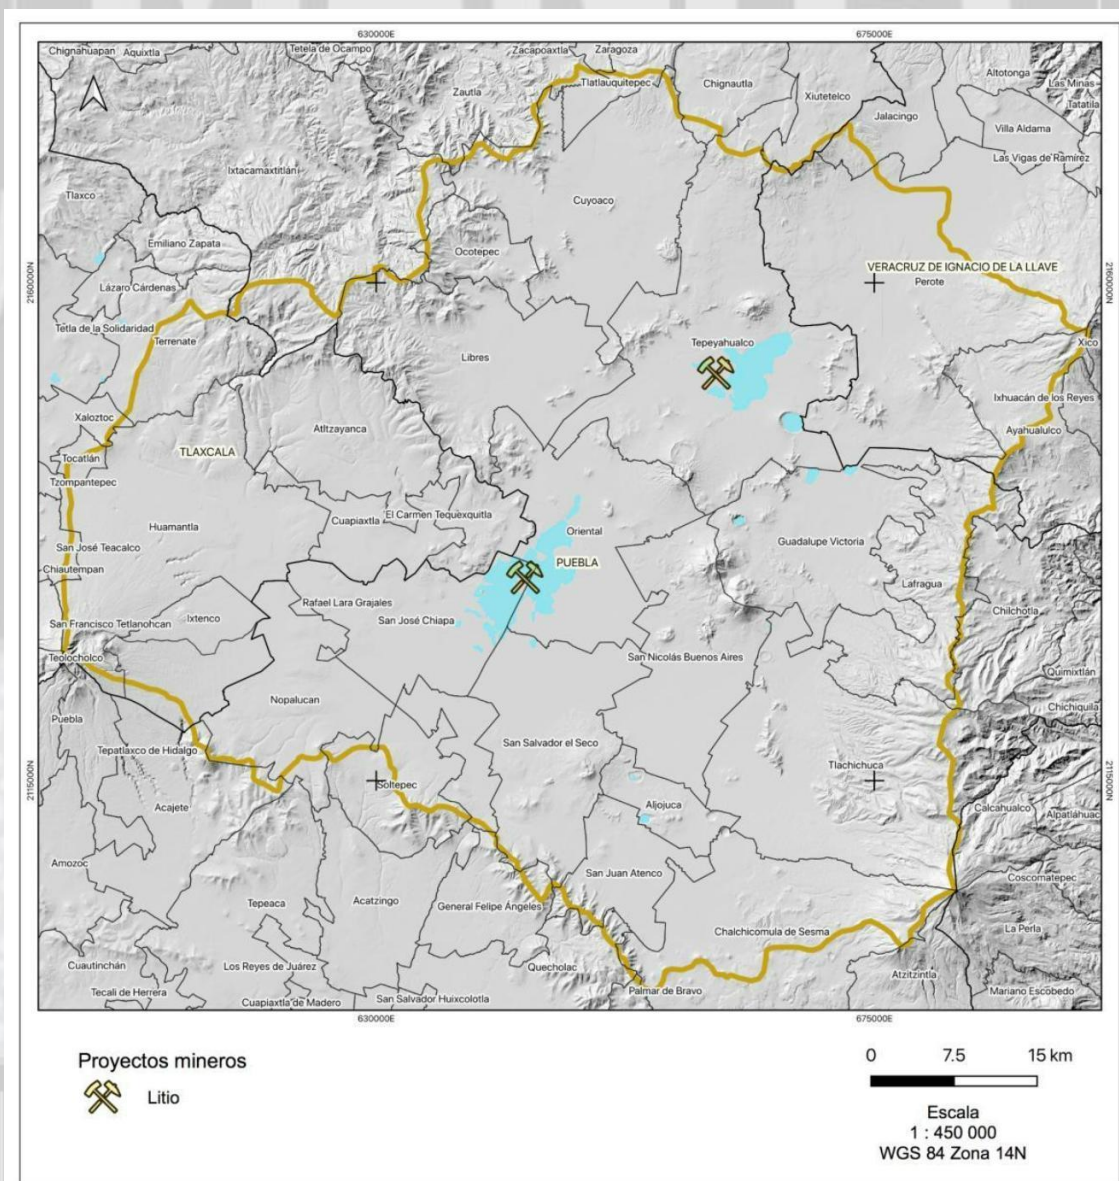 630000E
675000E
Chignahuapan
Aquixtla
Tetela de Ocampo
Zacapoaxtla
Zaragoza
Tlatlauquitepec
Chignautla
Zautla
Xiutetelco
Altotonga
Las Minas
Tatatila
Jalacingo
Villa Aldama
Las Vigas de Ramírez
Ixtacamaxtitlán
Tlaxco
Cuyoaco
Emiliano Zapata
Ocotepec
2160000N
VERACRUZ DE IGNACIO DE LA LLAVE
2160000N
Perote
Lázaro Cárdenas
Tetla de la Soldaridad
Terrenate
Tepeyahualco
Xico
Libres
Ixhuacán de los Reyes
Xaloztoc
Atltzayanca
Ayahualulco
TLAXCALA
Tocatlán
Tzompantepec
El Carmen Tequexquitla
Cuapiaxtla
Huamantla
Oriental
Guadalupe Victoria
San José Teacalco
PUEBLA
Chiautempan
Lafragua
Rafael Lara Grajales
Chilchotla
Ixtenco
San José Chiapa
San Francisco Tetlanohcan
Teolocholco
San Nicolás Buenos Aires
Quimixtlán
Nopalucan
Chichiquila
Puebla
San Salvador el Seco
Tepatlaxco de Hidalgo
Tlachichuca
2115000N
2115000N
Soltepec
Acajete
Aljojuca
Calcahualco
Alpatláhuac
Amozoc
San Juan Atenco
Coscomatepec
Tepeaca
Acatzingo
General Felipe Ángeles
Chalchicomula de Sesma
La Perla
Cuautinchán
Los Reyes de Juárez
Quecholac
Atzitzintla
Tecali de Herrera
Cuapiaxtla de Madero
San Salvador Huixcolotla
Palmar de Bravo
Mariano Escobedo
630000E
675000E
Proyectos mineros
Litio
0 7.5 15 km
Escala
1 : 450 000
WGS 84 Zona 14N